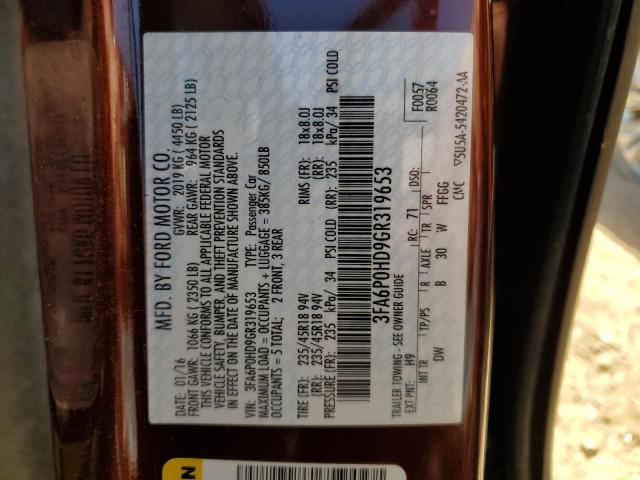 MFD. BY FORD MOTOR CO.
DATE: 01/16 GVWR: 2019 KG ( 4450 LB)
FRONT GAWR: 1066 KG ( 2350 LB) REAR GAWR: 964 KG ( 2125 LB)
THIS VEHICLE CONFORMS TO ALL APPLICABLE FEDERAL MOTOR
VEHICLE SAFETY, BUMPER, AND THEFT PREVENTION STANDARDS
IN EFFECT ON THE DATE OF MANUFACTURE SHOWN ABOVE.
VIN: 3FA6P0HD9GR319653 TYPE: Passenger Car
MAXIMUM LOAD = OCCUPANTS + LUGGAGE = 385KG/ 850LB
OCCUPANTS = 5 TOTAL; 2 FRONT, 3 REAR
TIRE (FR): 235/45R18 94V RIMS (FR): 18x8.0J
(RR): 235/45R18 94V (RR): 18x8.0J
PRESSURE (FR): 235 kPa/ 34 PSI COLD (RR): 235 kPa/ 34 PSI COLD
3FA6P0HD9GR319653
F0057
R0064
TRAILER TOWING - SEE OWNER GUIDE
EXT PNT: H9 RC: 71 DSO:
INT TR TP/PS R AXLE TR SPR
DW B 30 W FFGG
CMC ▽5U5A-5420472-AA
N